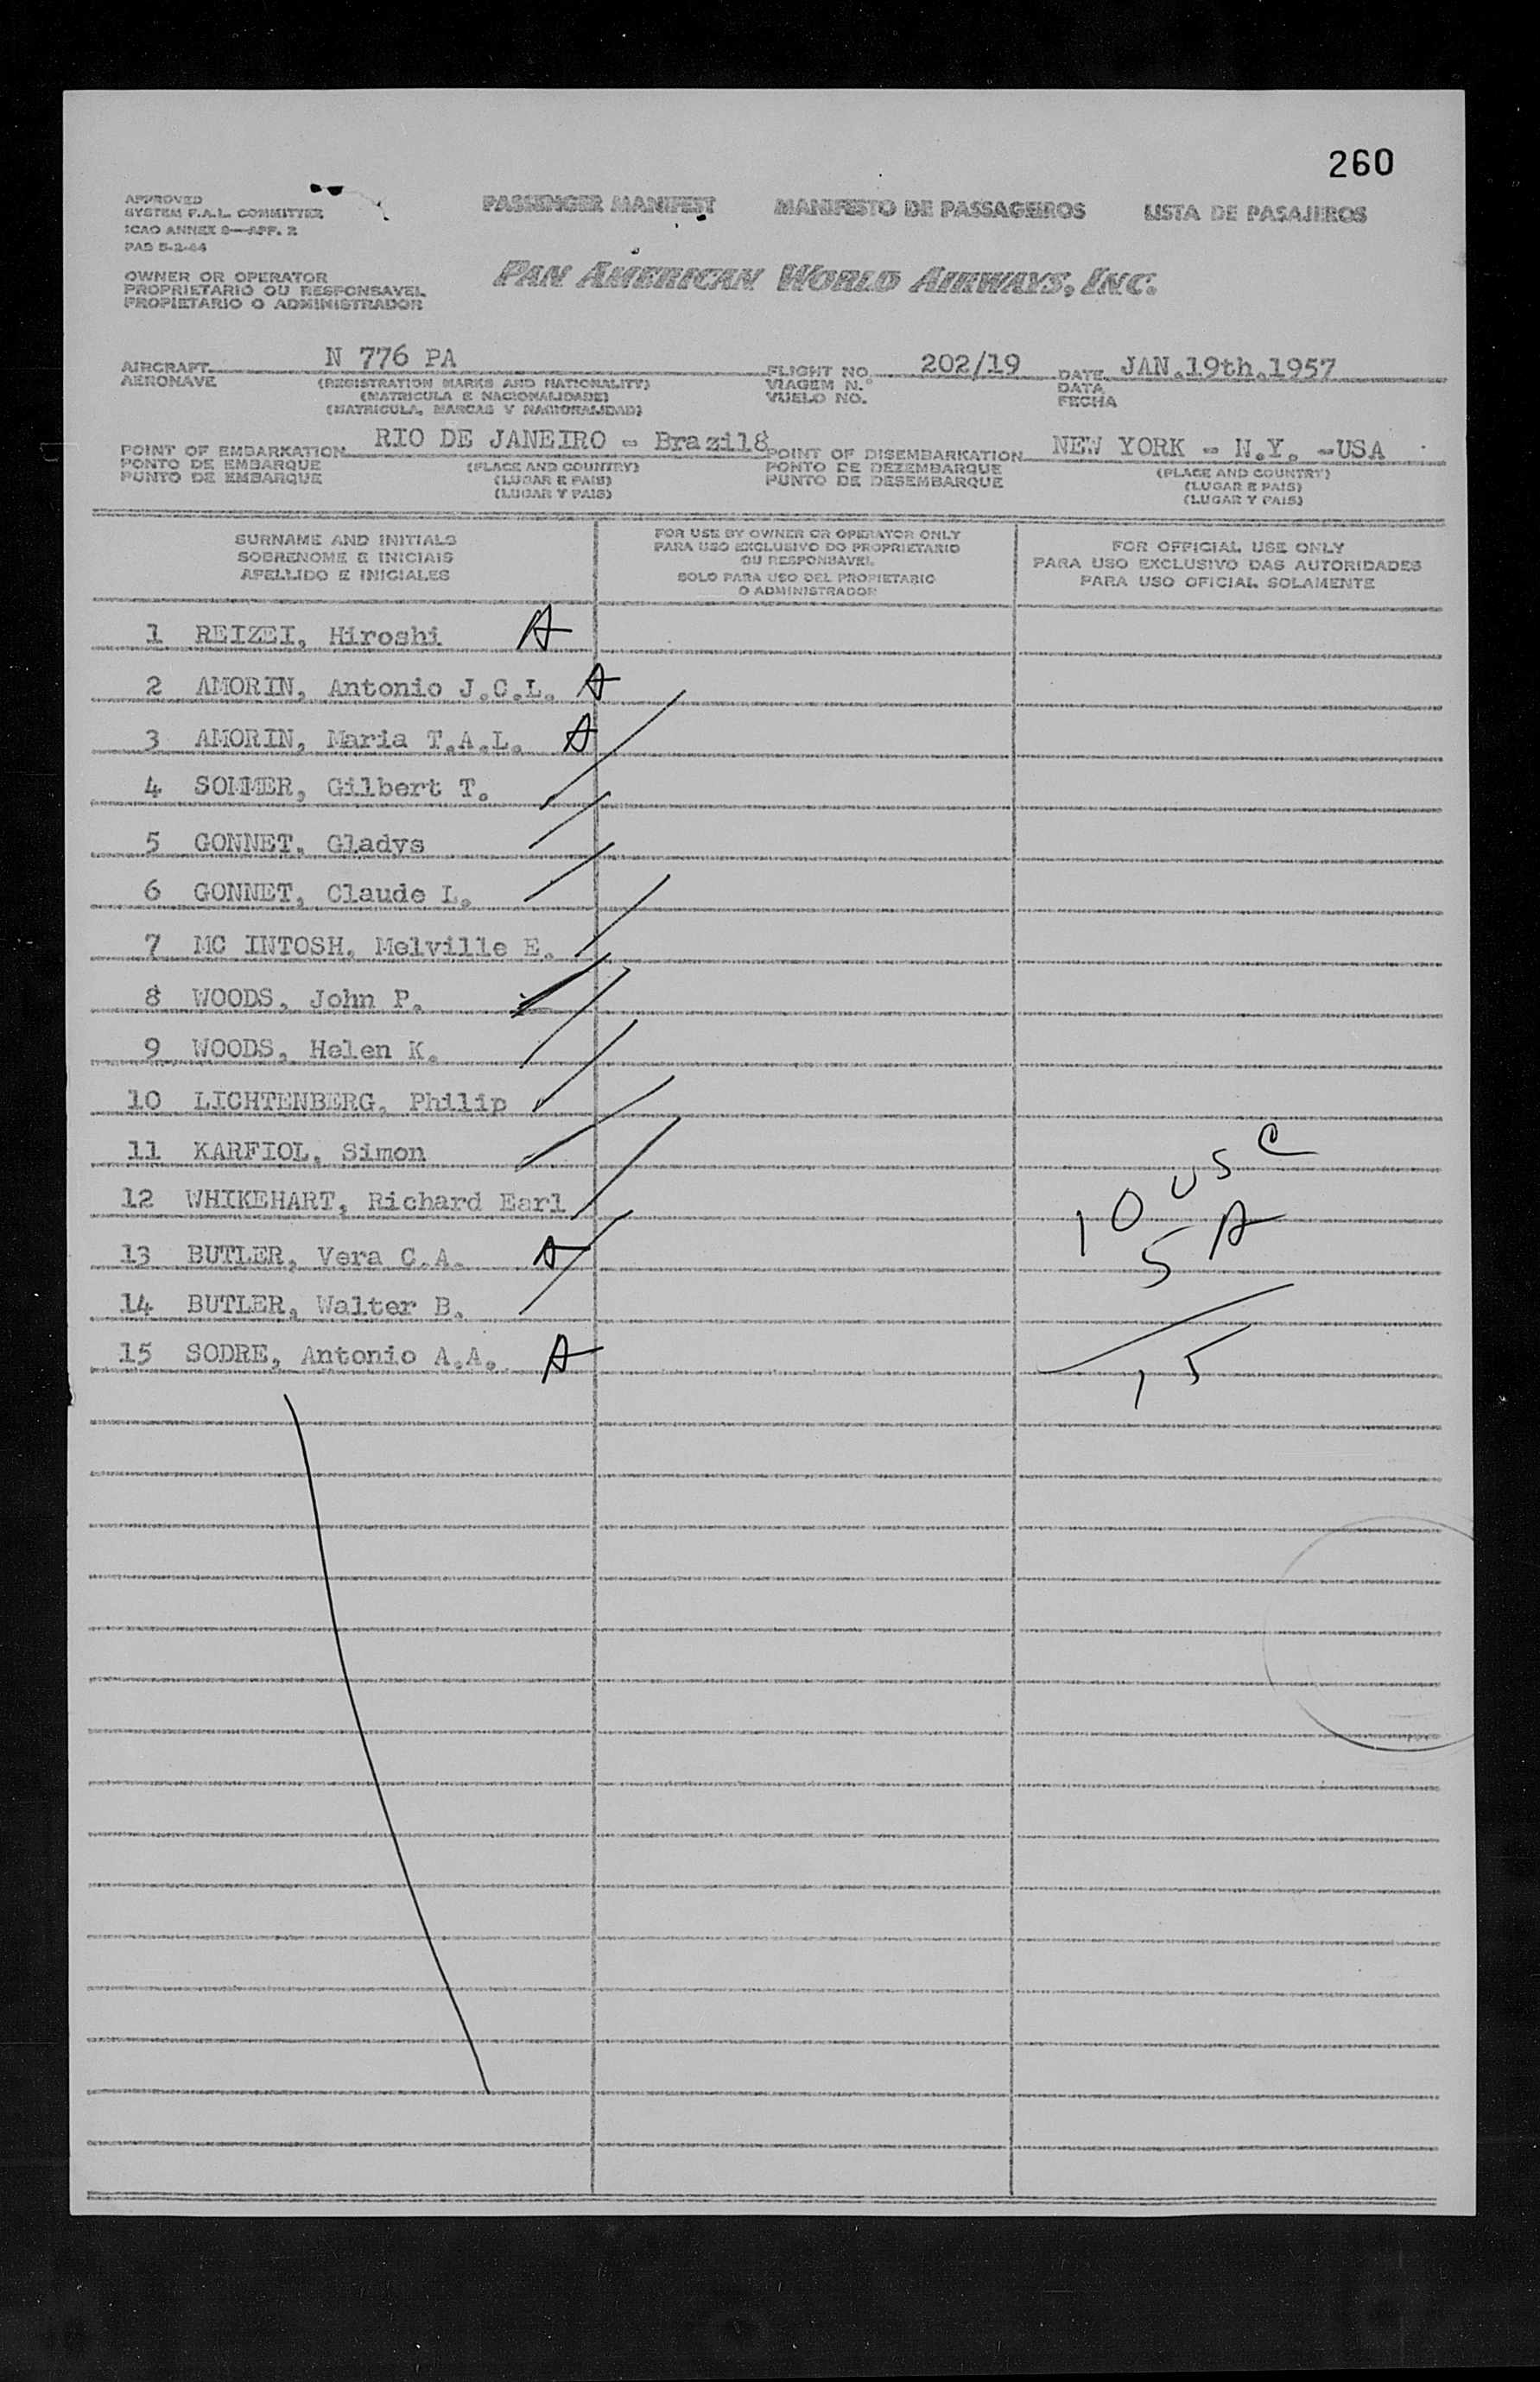 260
APPROVED
SYSTEM F.A.L. COMMITTEE
ICAO ANNEX 9—APP. 2
PAB 5-2-44
PASSENGER MANIFEST MANIFESTO DE PASSAGEIROS LISTA DE PASAJEROS
OWNER OR OPERATOR
PROPRIETARIO OU RESPONSAVEL
PROPIETARIO O ADMINISTRADOR
PAN AMERICAN WORLD AIRWAYS, INC.
AIRCRAFT N 776 PA FLIGHT NO. 202/19 DATE JAN.19th.1957
AERONAVE (REGISTRATION MARKS AND NATIONALITY) VIAGEM N.º DATA
(MATRICULA E NACIONALIDADE) VUELO NO. FECHA
(MATRICULA, MARCAS Y NACIONALIDAD)
POINT OF EMBARKATION RIO DE JANEIRO - Brazil8 POINT OF DISEMBARKATION NEW YORK - N.Y. -USA
PONTO DE EMBARQUE (PLACE AND COUNTRY) PONTO DE DEZEMBARQUE (PLACE AND COUNTRY)
PUNTO DE EMBARQUE (LUGAR E PAIS) PUNTO DE DESEMBARQUE (LUGAR E PAIS)
(LUGAR Y PAIS) (LUGAR Y PAIS)
SURNAME AND INITIALS
SOBRENOME E INICIAIS
APELLIDO E INICIALES
FOR USE BY OWNER OR OPERATOR ONLY
PARA USO EXCLUSIVO DO PROPRIETARIO
OU RESPONSAVEL
SOLO PARA USO DEL PROPIETARIO
O ADMINISTRADOR
FOR OFFICIAL USE ONLY
PARA USO EXCLUSIVO DAS AUTORIDADES
PARA USO OFICIAL SOLAMENTE
1 REIZEI, Hiroshi A
2 AMORIN, Antonio J.C.L. A
3 AMORIN, Maria T.A.L. A
4 SOMMER, Gilbert T.
5 GONNET, Gladys
6 GONNET, Claude L.
7 MC INTOSH, Melville E.
8 WOODS, John P.
9 WOODS, Helen K.
10 LICHTENBERG, Philip
11 KARFIOL, Simon
12 WHIKEHART, Richard Earl
10 USC
13 BUTLER, Vera C.A. A
5 A
14 BUTLER, Walter B.
15 SODRE, Antonio A.A. A
15